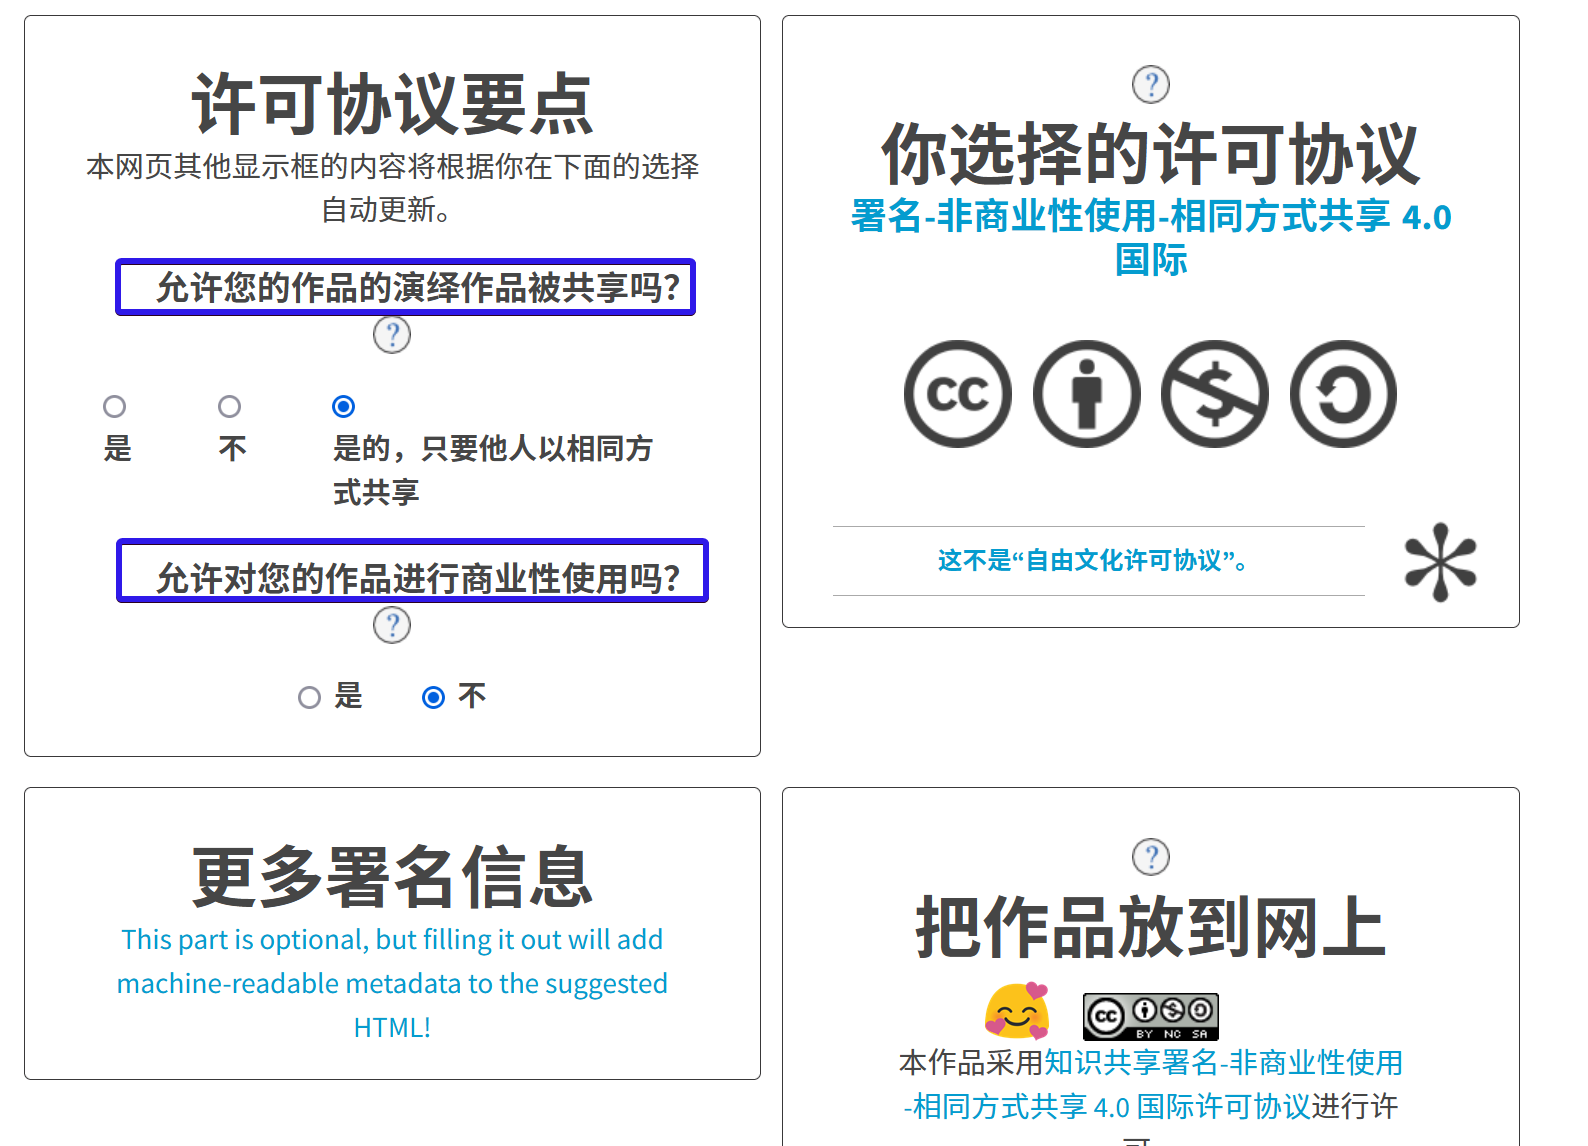 许可协议要点
本网页其他显示框的内容将根据你在下面的选择
自动更新。
允许您的作品的演绎作品被共享吗？
?
是
不
是的，只要他人以相同方
式共享
允许对您的作品进行商业性使用吗？
?
是
不
?
你选择的许可协议
署名-非商业性使用-相同方式共享 4.0
国际
cc
$
这不是“自由文化许可协议”。
更多署名信息
This part is optional, but filling it out will add
machine-readable metadata to the suggested
HTML!
?
把作品放到网上
cc
BY NC SA
本作品采用知识共享署名-非商业性使用
-相同方式共享 4.0 国际许可协议进行许